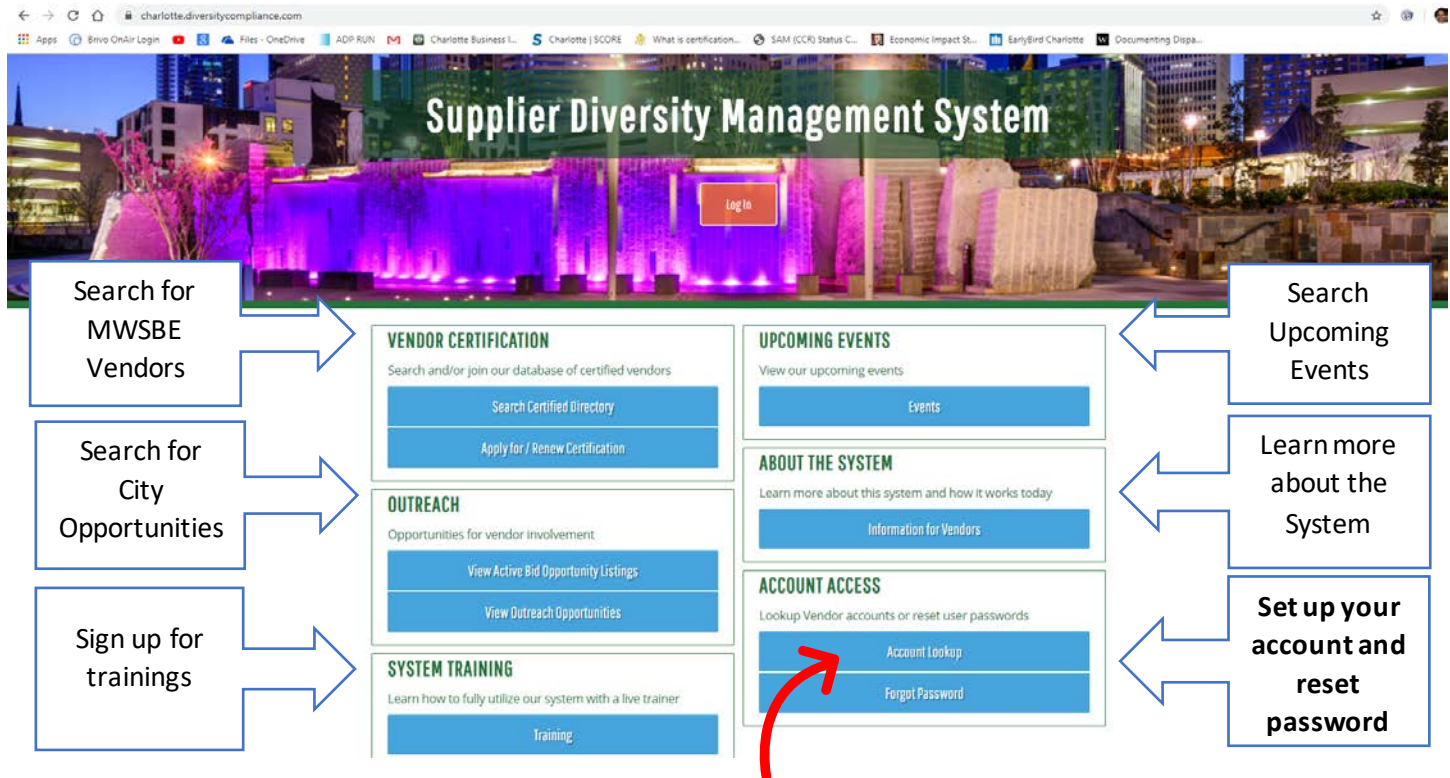 charlotte.diversitycompliance.com
Apps Brivo OnAir Login Files - OneDrive ADP RUN Charlotte Business I... Charlotte | SCORE What is certification... SAM (CCR) Status C... Economic Impact St... EarlyBird Charlotte Documenting Dispa...
Supplier Diversity Management System
Log In
Search for
MWSBE
Vendors
Search for
City
Opportunities
Sign up for
trainings
VENDOR CERTIFICATION
Search and/or join our database of certified vendors
Search Certified Directory
Apply for / Renew Certification
OUTREACH
Opportunities for vendor involvement
View Active Bid Opportunity Listings
View Outreach Opportunities
SYSTEM TRAINING
Learn how to fully utilize our system with a live trainer
Training
UPCOMING EVENTS
View our upcoming events
Events
ABOUT THE SYSTEM
Learn more about this system and how it works today
Information for Vendors
ACCOUNT ACCESS
Lookup Vendor accounts or reset user passwords
Account Lookup
Forgot Password
Search
Upcoming
Events
Learn more
about the
System
Set up your
account and
reset
password